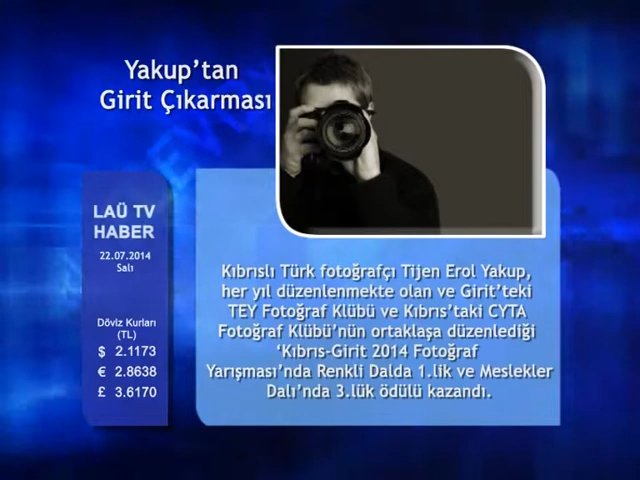 Yakup’tan
Girit Çıkarması
LAÜ TV
HABER
22.07.2014
Salı
Döviz Kurları
(TL)
$ 2.1173
€ 2.8638
£ 3.6170
Kıbrıslı Türk fotoğrafçı Tijen Erol Yakup,
her yıl düzenlenmekte olan ve Girit’teki
TEY Fotoğraf Klübü ve Kıbrıs’taki CYTA
Fotoğraf Klübü’nün ortaklaşa düzenlediği
‘Kıbrıs-Girit 2014 Fotoğraf
Yarışması’nda Renkli Dalda 1.lik ve Meslekler
Dalı’nda 3.lük ödülü kazandı.